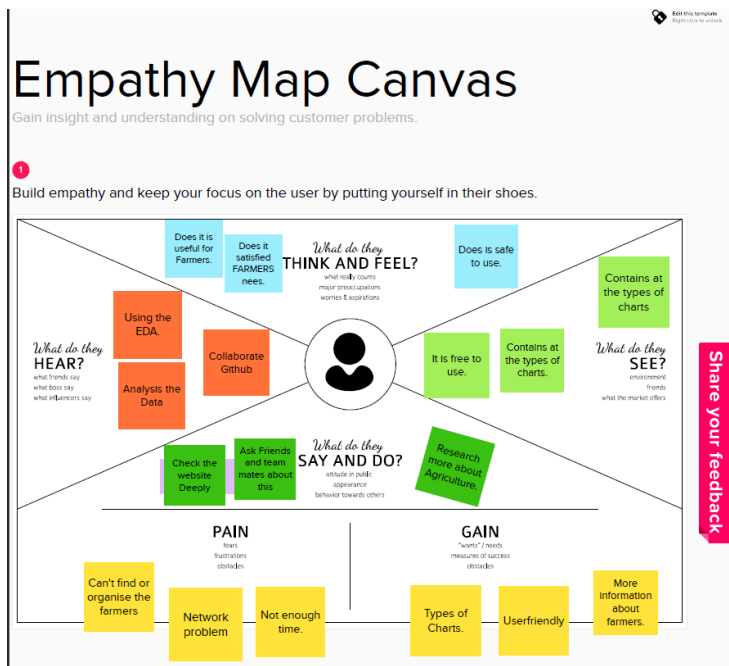 Edit this template
Right-click to unlock
Empathy Map Canvas
Gain insight and understanding on solving customer problems.
1
Build empathy and keep your focus on the user by putting yourself in their shoes.
Does it is
useful for
Farmers.
Does it
satisfied
FARMERS
nees.
What do they
THINK AND FEEL?
what really counts
major preoccupations
worries & aspirations
Does is safe
to use.
Contains at
the types of
charts
What do they
HEAR?
what friends say
what boss say
what influencers say
Using the
EDA.
Analysis the
Data
Collaborate
Github
It is free to
use.
Contains at
the types of
charts.
What do they
SEE?
environment
friends
what the market offers
Share your feedback
Check the
website
Deeply
Ask Friends
and team
mates about
this
What do they
SAY AND DO?
attitude in public
appearance
behavior towards others
Research
more about
Agriculture.
PAIN
fears
frustrations
obstacles
Can't find or
organise the
farmers
Network
problem
Not enough
time.
GAIN
"wants" / needs
measures of success
obstacles
Types of
Charts.
Userfriendly
More
information
about
farmers.